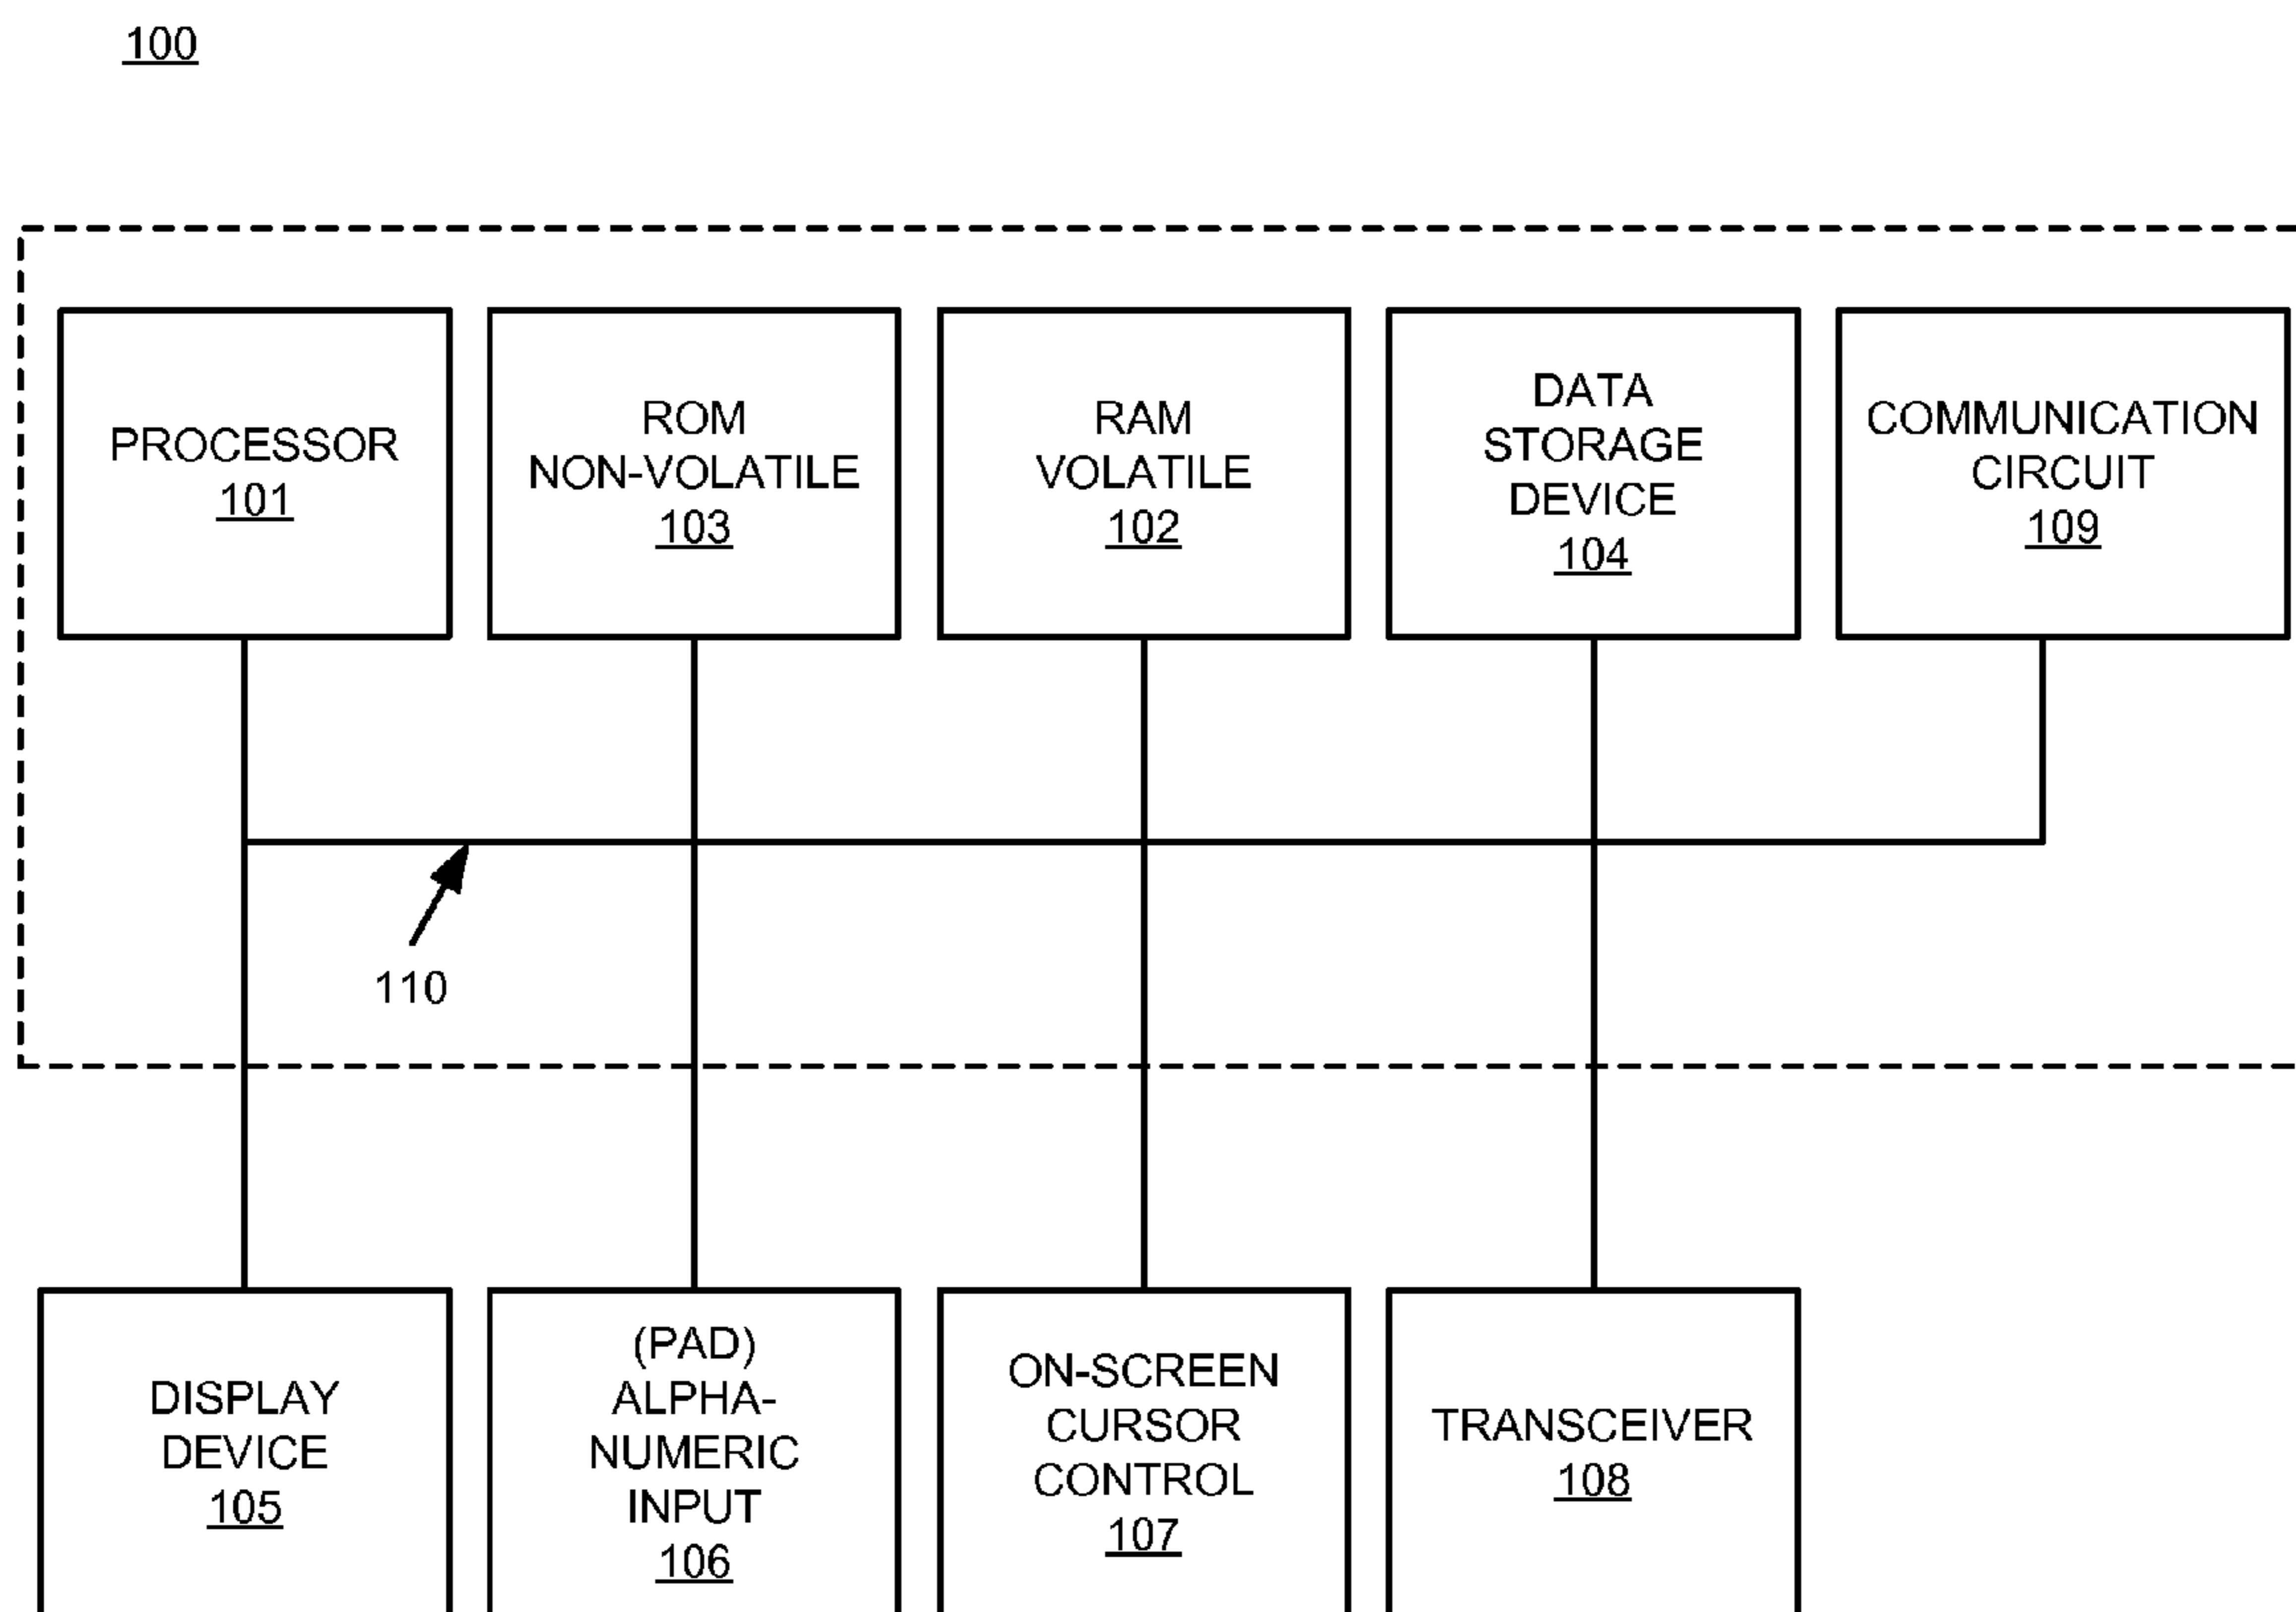 100
PROCESSOR
101
ROM
NON-VOLATILE
103
RAM
VOLATILE
102
DATA
STORAGE
DEVICE
104
COMMUNICATION
CIRCUIT
109
110
DISPLAY
DEVICE
105
(PAD)
ALPHA-
NUMERIC
INPUT
106
ON-SCREEN
CURSOR
CONTROL
107
TRANSCEIVER
108